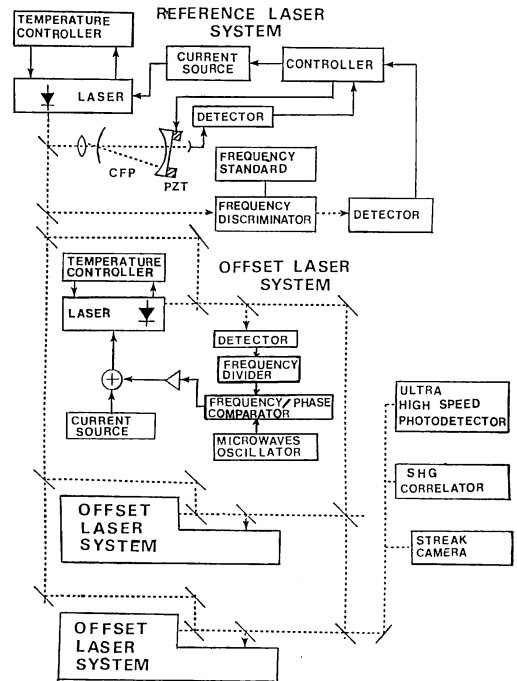 REFERENCE LASER
SYSTEM
TEMPERATURE
CONTROLLER
LASER
CURRENT
SOURCE
CONTROLLER
DETECTOR
CFP
PZT
FREQUENCY
STANDARD
FREQUENCY
DISCRIMINATOR
DETECTOR
OFFSET LASER
SYSTEM
TEMPERATURE
CONTROLLER
LASER
DETECTOR
FREQUENCY
DIVIDER
FREQUENCY/PHASE
COMPARATOR
MICROWAVES
OSCILLATOR
+
CURRENT
SOURCE
ULTRA
HIGH SPEED
PHOTODETECTOR
SHG
CORRELATOR
STREAK
CAMERA
OFFSET
LASER
SYSTEM
OFFSET
LASER
SYSTEM